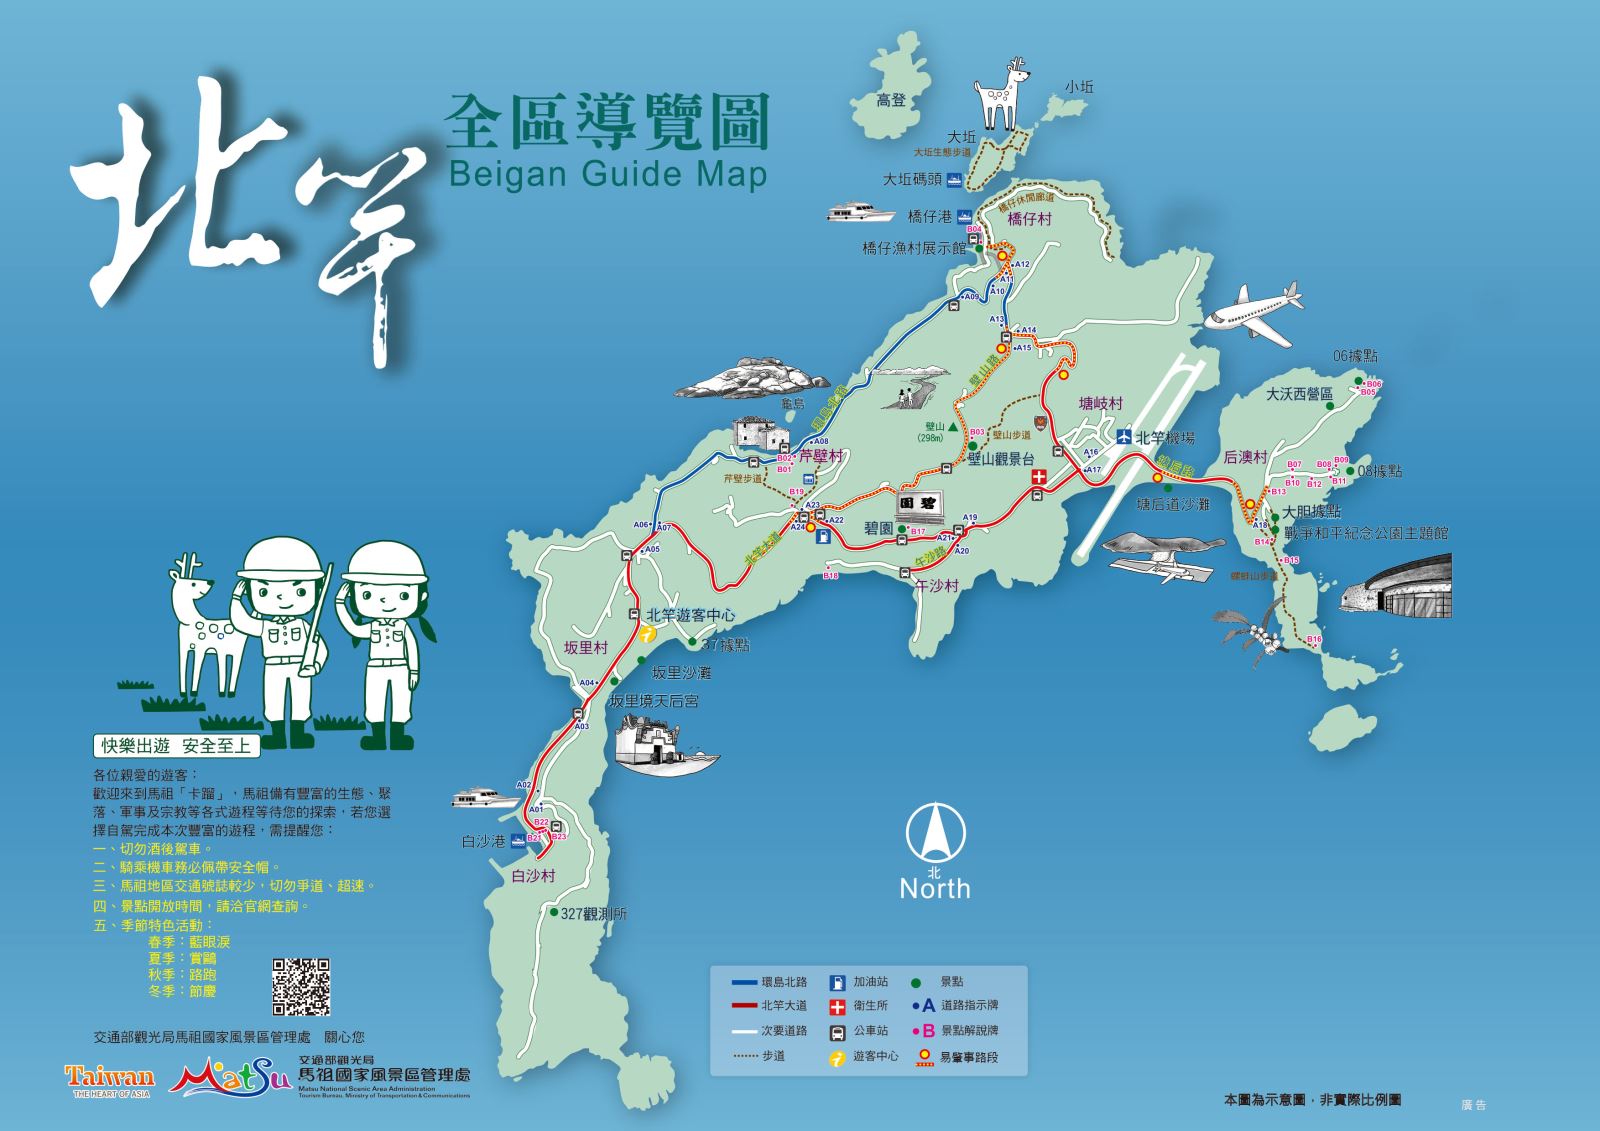 北竿
全區導覽圖
Beigan Guide Map
高登
小坵
大坵
大坵生態步道
大坵碼頭
橋仔港
橋仔休閒廊道
橋仔村
B04
橋仔漁村展示館
A12
A11
A10
A09
A13
A14
A15
壁山路
環島北路
龜島
06據點
B06
B05
大沃西營區
塘岐村
壁山
(298m)
B03
壁山步道
壁山觀景台
北竿機場
A16
A17
塘后路
后澳村
B07
B08
B09
B10
B12
B11
08據點
B13
塘后道沙灘
A08
芹壁村
B02
B01
芹壁步道
B19
A23
A24
A22
碧園
碧園
B17
A19
A21
A20
午沙路
午沙村
B18
北竿大道
A18
大胆據點
戰爭和平紀念公園主題館
B14
B15
螺蚌山步道
B16
A06
A07
A05
北竿遊客中心
37據點
坂里村
坂里沙灘
A04
坂里境天后宮
A03
A02
A01
B22
B21
B23
白沙港
白沙村
327觀測所
北
North
快樂出遊 安全至上
各位親愛的遊客：
歡迎來到馬祖「卡蹓」，馬祖備有豐富的生態、聚
落、軍事及宗教等各式遊程等待您的探索，若您選
擇自駕完成本次豐富的遊程，需提醒您：
一、切勿酒後駕車。
二、騎乘機車務必佩帶安全帽。
三、馬祖地區交通號誌較少，切勿爭道、超速。
四、景點開放時間，請洽官網查詢。
五、季節特色活動：
春季：藍眼淚
夏季：賞鷗
秋季：路跑
冬季：節慶
交通部觀光局馬祖國家風景區管理處 關心您
Taiwan
THE HEART OF ASIA
Matsu
交通部觀光局
馬祖國家風景區管理處
Matsu National Scenic Area Administration
Tourism Bureau, Ministry of Transportation & Communications
環島北路
加油站
景點
北竿大道
衛生所
A 道路指示牌
次要道路
公車站
B 景點解說牌
步道
遊客中心
易肇事路段
本圖為示意圖，非實際比例圖
廣告